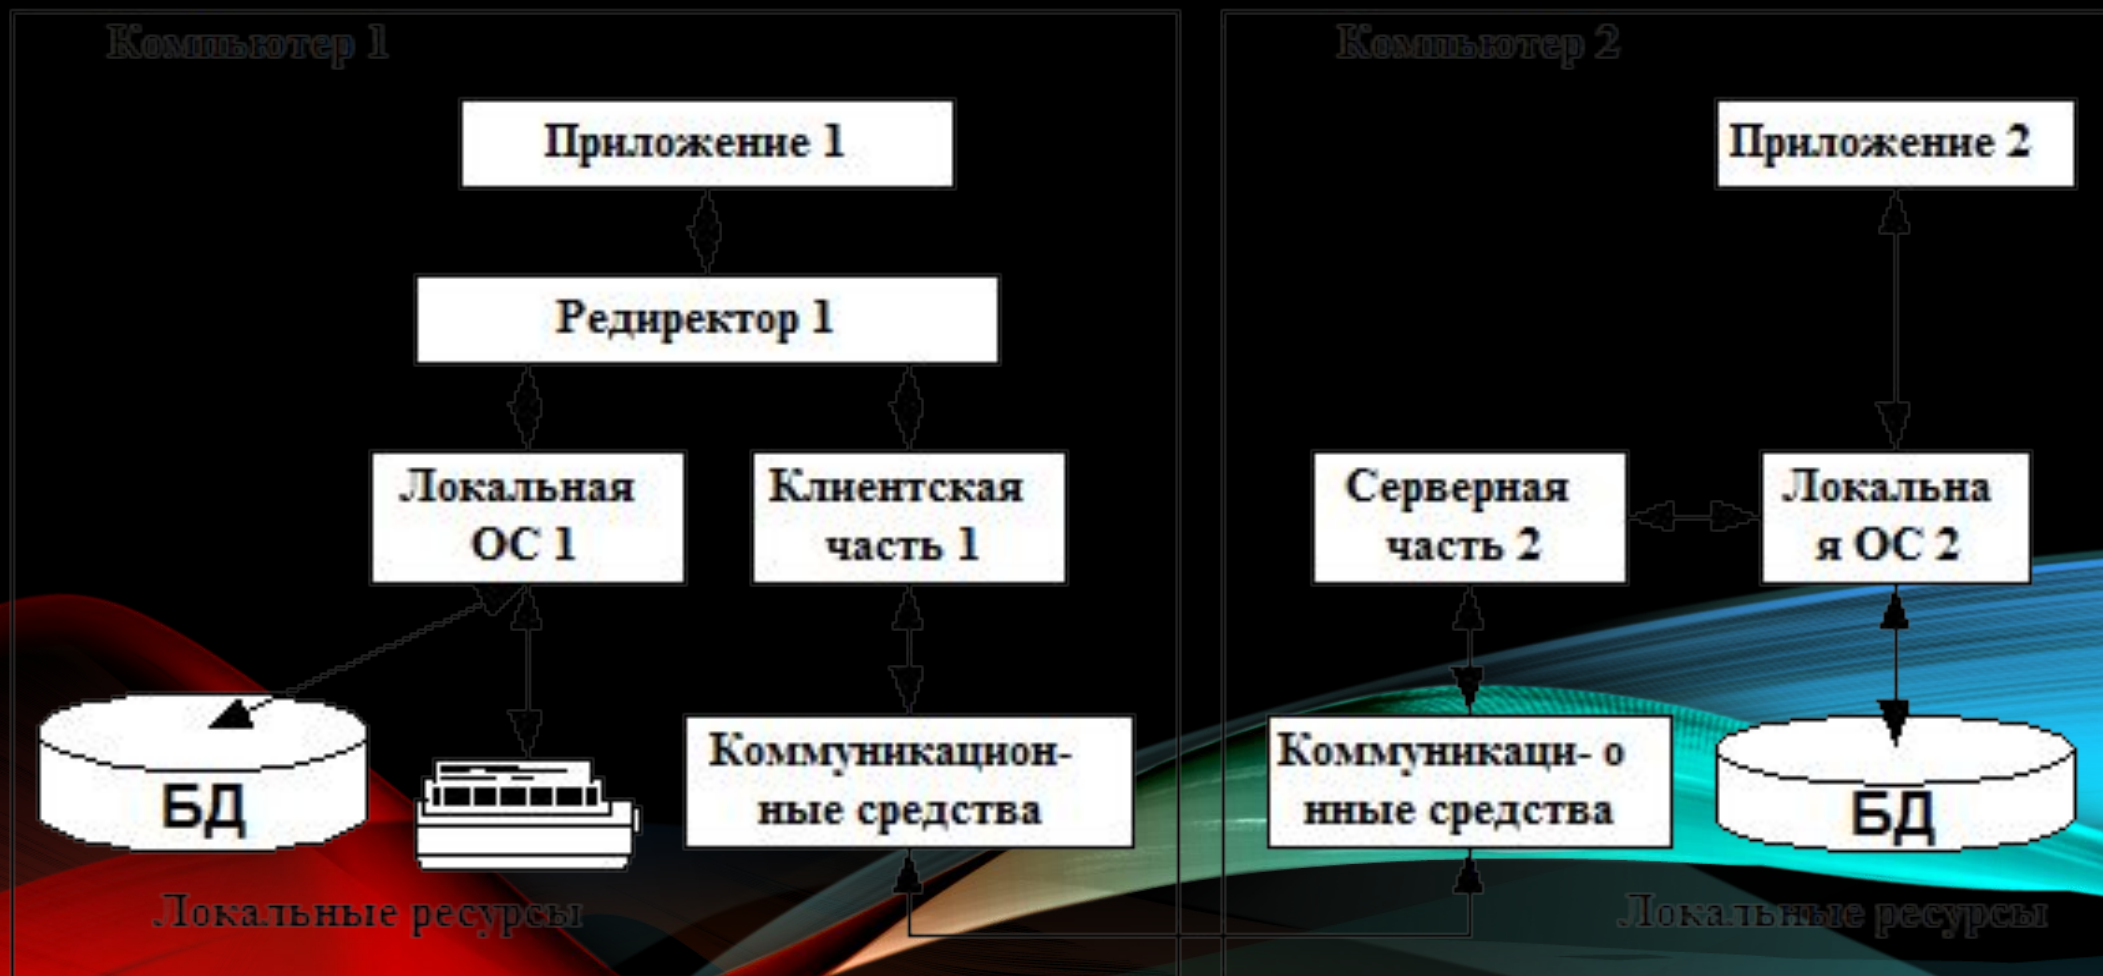 Компьютер 1
Приложение 1
Редиректор 1
Локальная
ОС 1
Клиентская
часть 1
БД
Коммуникацион-
ные средства
Локальные ресурсы
Компьютер 2
Приложение 2
Серверная
часть 2
Локальна
я ОС 2
Коммуникаци- о
нные средства
БД
Локальные ресурсы